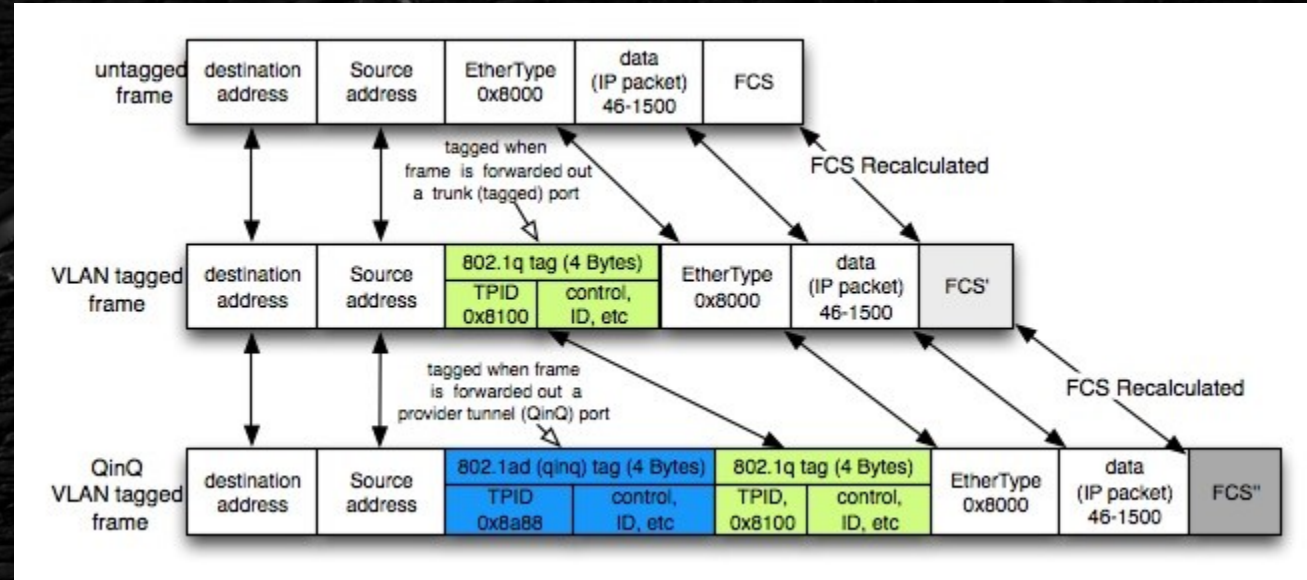 untagged
frame
destination
address
Source
address
EtherType
0x8000
data
(IP packet)
46-1500
FCS
tagged when
frame is forwarded out
a trunk (tagged) port
FCS Recalculated
VLAN tagged
frame
destination
address
Source
address
802.1q tag (4 Bytes)
TPID
0x8100
control,
ID, etc
EtherType
0x8000
data
(IP packet)
46-1500
FCS'
tagged when frame
is forwarded out a
provider tunnel (QinQ) port
FCS Recalculated
QinQ
VLAN tagged
frame
destination
address
Source
address
802.1ad (qinq) tag (4 Bytes)
TPID
0x8a88
control,
ID, etc
802.1q tag (4 Bytes)
TPID,
0x8100
control,
ID, etc
EtherType
0x8000
data
(IP packet)
46-1500
FCS"